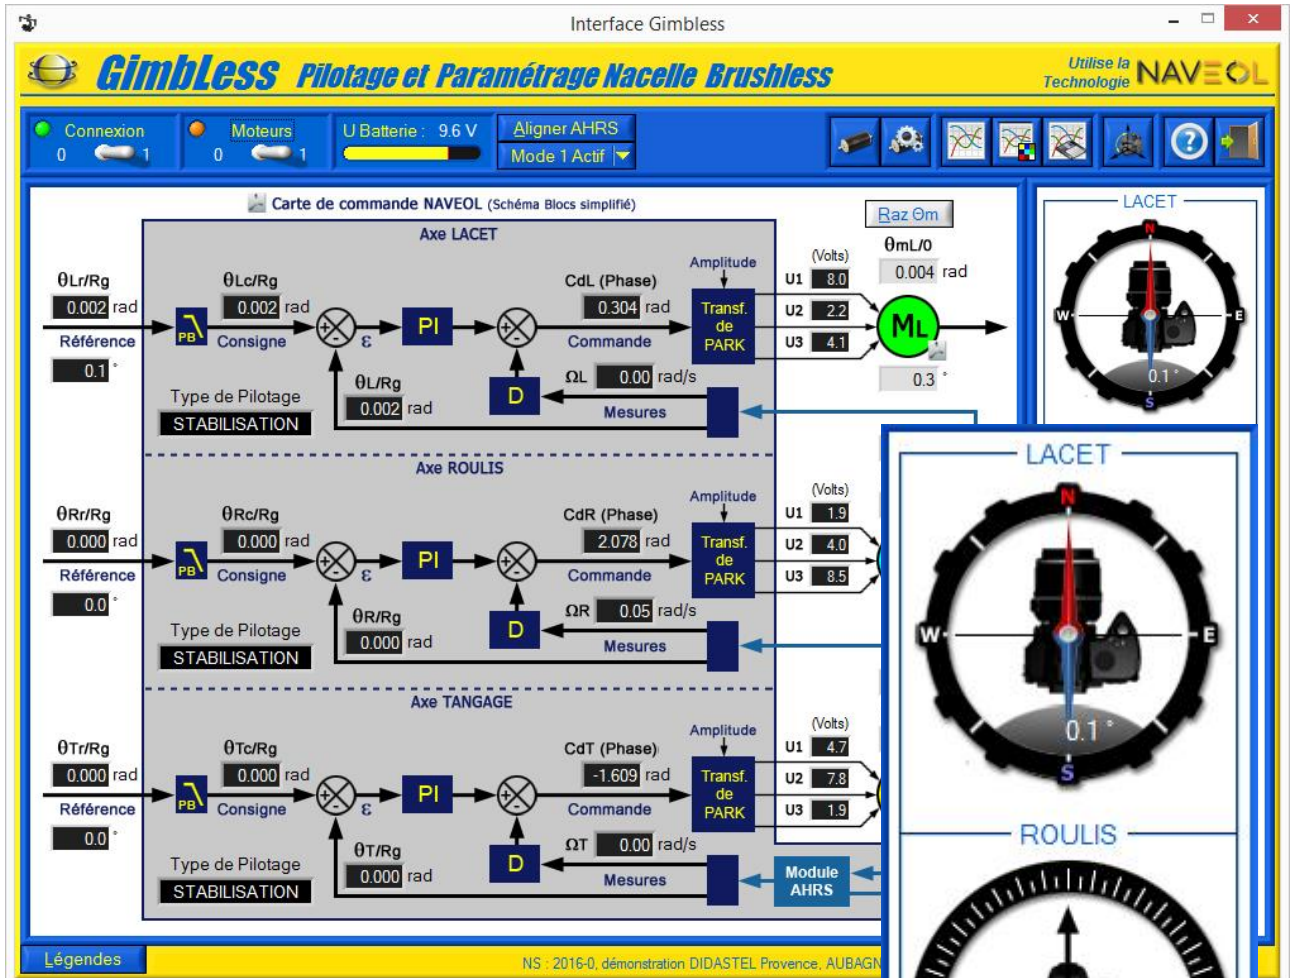 Interface Gimbless
GimbLess Pilotage et Paramétrage Nacelle Brushless
Utilise la
Technologie NAVEOL
Connexion
0 1
Moteurs
0 1
U Batterie : 9.6 V
Aligner AHRS
Mode 1 Actif
Carte de commande NAVEOL (Schéma Blocs simplifié)
Axe LACET
θLr/Rg
0.002 rad
Référence
0.1 °
PB
θLc/Rg
0.002 rad
Consigne
+
-
ε
PI
+
-
CdL (Phase)
0.304 rad
Commande
Amplitude
Transf.
de
PARK
(Volts)
U1 8.0
U2 2.2
U3 4.1
Raz Θm
θmL/0
0.004 rad
ML
0.3 °
Type de Pilotage
STABILISATION
θL/Rg
0.002 rad
D
ΩL 0.00 rad/s
Mesures
Axe ROULIS
θRr/Rg
0.000 rad
Référence
0.0 °
PB
θRc/Rg
0.000 rad
Consigne
+
-
ε
PI
+
-
CdR (Phase)
2.078 rad
Commande
Amplitude
Transf.
de
PARK
(Volts)
U1 1.9
U2 4.0
U3 8.5
Type de Pilotage
STABILISATION
θR/Rg
0.000 rad
D
ΩR 0.05 rad/s
Mesures
Axe TANGAGE
θTr/Rg
0.000 rad
Référence
0.0 °
PB
θTc/Rg
0.000 rad
Consigne
+
-
ε
PI
+
-
CdT (Phase)
-1.609 rad
Commande
Amplitude
Transf.
de
PARK
(Volts)
U1 4.7
U2 7.8
U3 1.9
Type de Pilotage
STABILISATION
θT/Rg
0.000 rad
D
ΩT 0.00 rad/s
Mesures
Module
AHRS
LACET
N
W E
0.1 °
S
LACET
N
W E
0.1 °
S
ROULIS
Légendes
NS : 2016-0, démonstration DIDASTEL Provence, AUBAGN